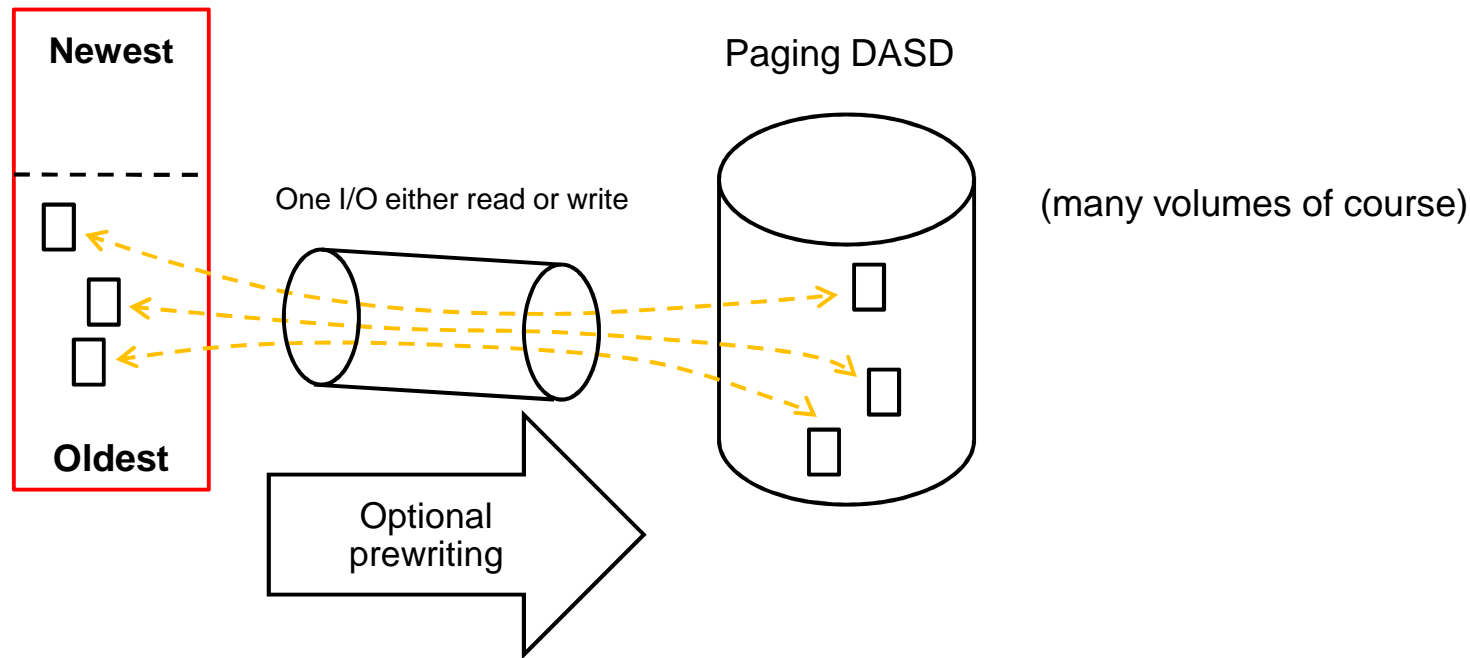 Newest
Paging DASD
One I/O either read or write
(many volumes of course)
Oldest
Optional
prewriting